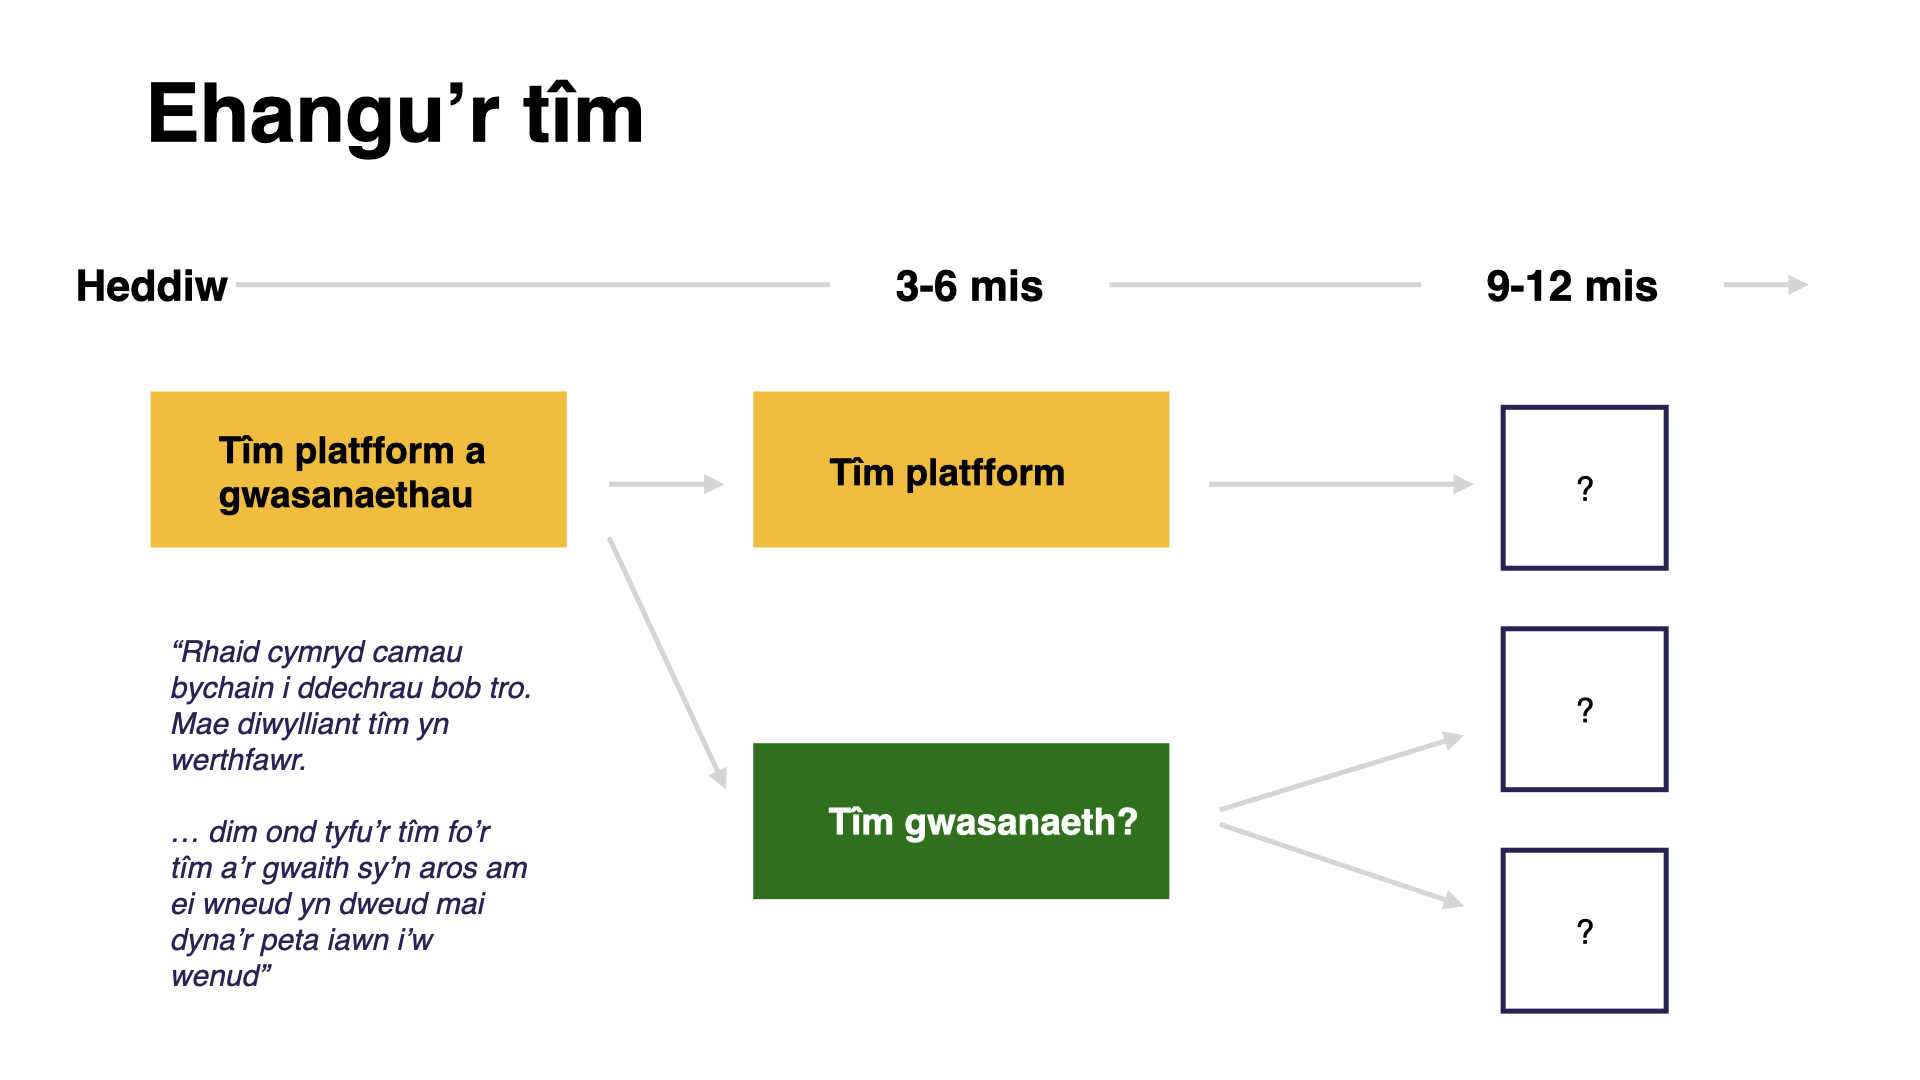 Ehangu’r tîm
Heddiw
3-6 mis
9-12 mis
Tîm platfform a
gwasanaethau
Tîm platfform
?
“Rhaid cymryd camau
bychain i ddechrau bob tro.
Mae diwylliant tîm yn
werthfawr.
… dim ond tyfu’r tîm fo’r
tîm a’r gwaith sy’n aros am
ei wneud yn dweud mai
dyna’r peta iawn i’w
wenud”
Tîm gwasanaeth?
?
?